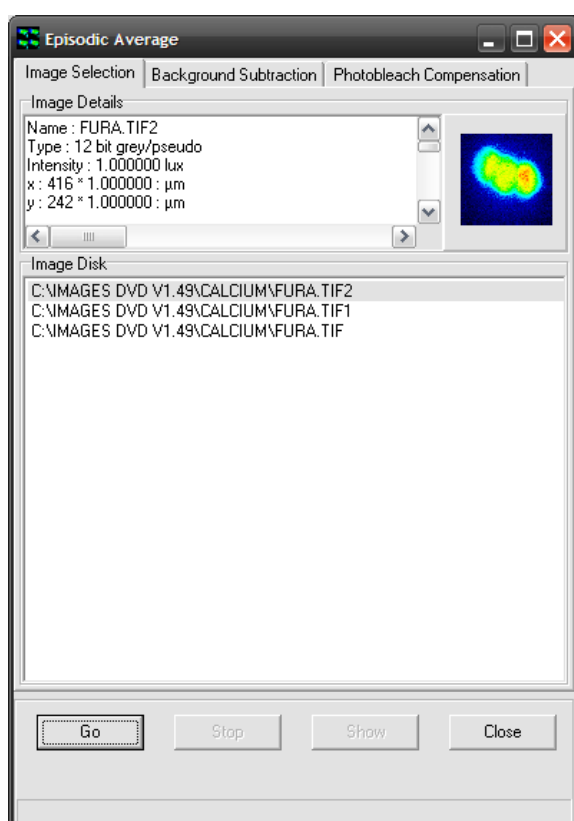 Episodic Average
Image Selection Background Subtraction Photobleach Compensation
Image Details
Name : FURA.TIF2
Type : 12 bit grey/pseudo
Intensity : 1.000000 lux
x : 416 * 1.000000 : µm
y : 242 * 1.000000 : µm
Image Disk
C:\IMAGES DVD V1.49\CALCIUM\FURA.TIF2
C:\IMAGES DVD V1.49\CALCIUM\FURA.TIF1
C:\IMAGES DVD V1.49\CALCIUM\FURA.TIF
Go Stop Show Close